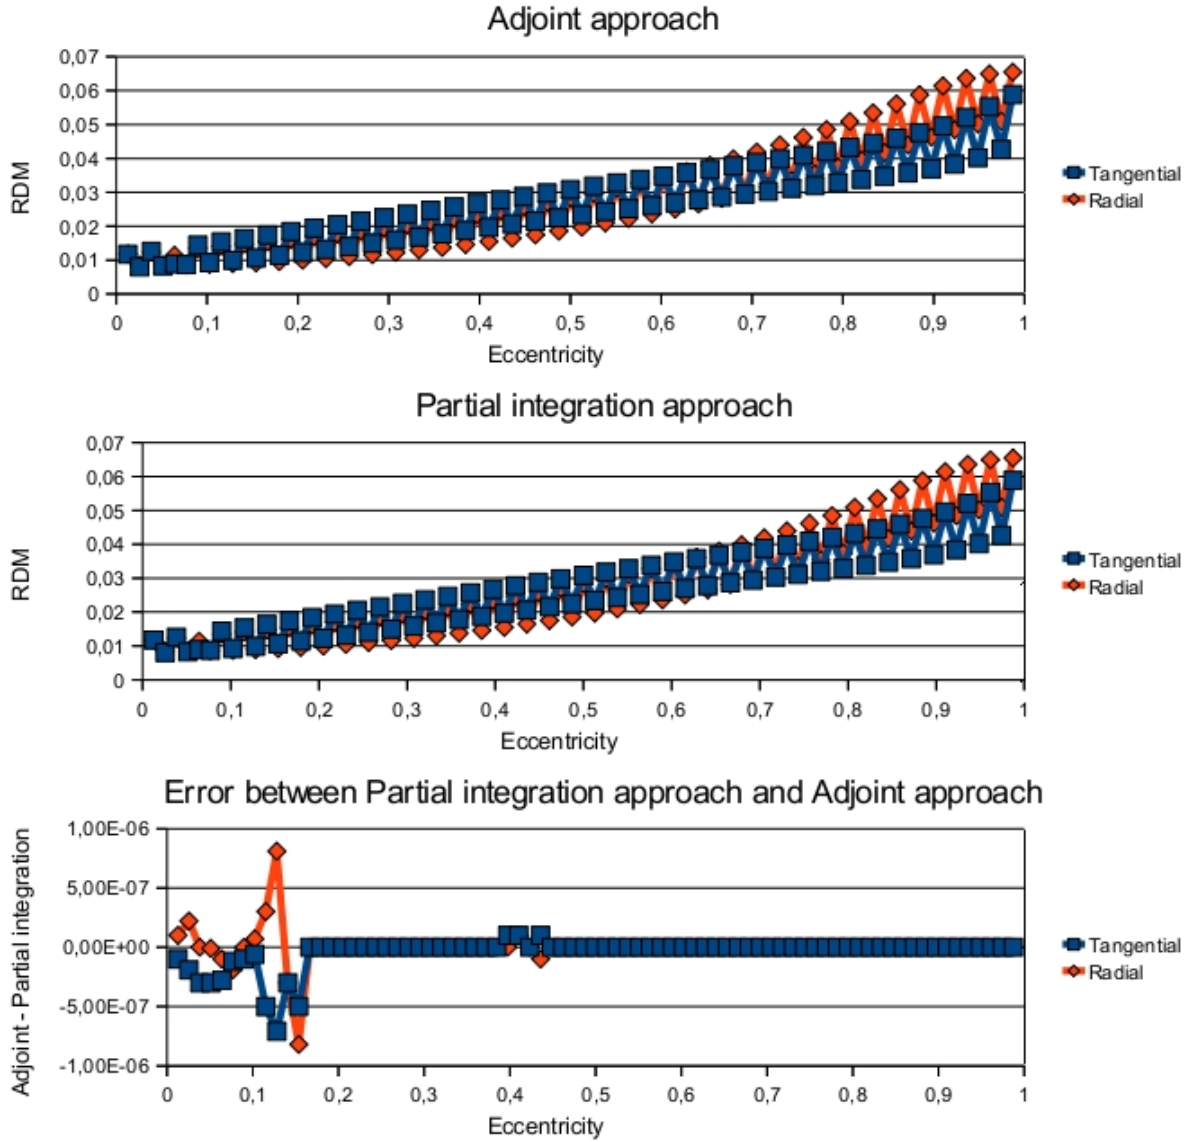 Adjoint approach
0,07
0,06
0,05
0,04
0,03
0,02
0,01
0
RDM
0 0,1 0,2 0,3 0,4 0,5 0,6 0,7 0,8 0,9 1
Eccentricity
Tangential
Radial
Partial integration approach
0,07
0,06
0,05
0,04
0,03
0,02
0,01
0
RDM
0 0,1 0,2 0,3 0,4 0,5 0,6 0,7 0,8 0,9 1
Eccentricity
Tangential
Radial
Error between Partial integration approach and Adjoint approach
1,00E-06
5,00E-07
0,00E+00
-5,00E-07
-1,00E-06
Adjoint - Partial integration
0 0,1 0,2 0,3 0,4 0,5 0,6 0,7 0,8 0,9 1
Eccentricity
Tangential
Radial